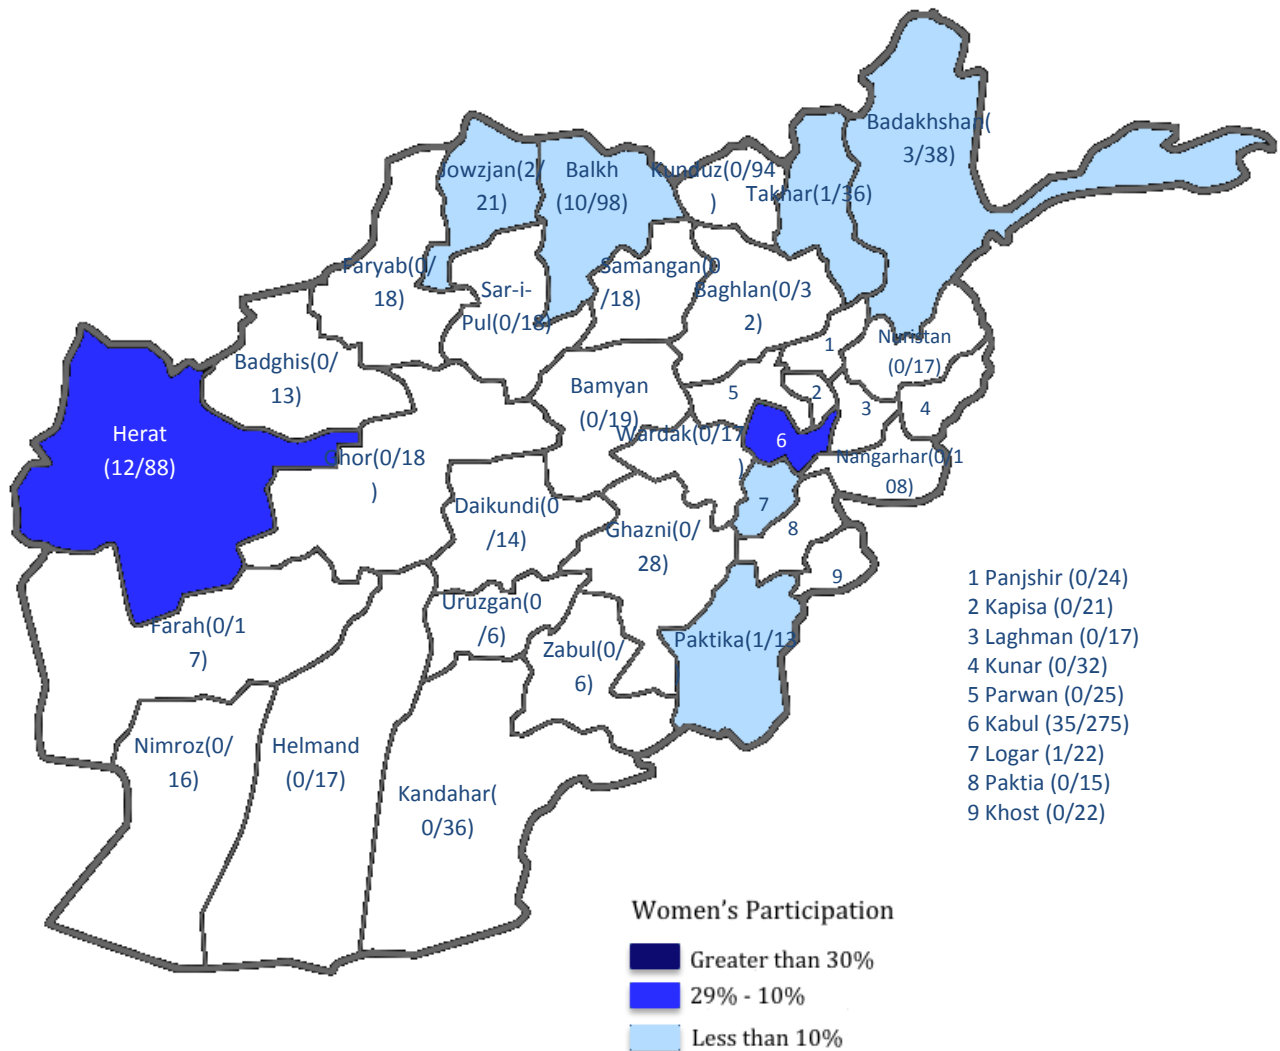 Badakhshan(
3/38)
Jowzjan(2/
21)
Balkh
(10/98)
Kunduz(0/94
)
Takhar(1/36)
Faryab(0/
18)
Sar-i-
Pul(0/18)
Samangan(0
/18)
Baghlan(0/3
2)
1
Nuristan
(0/17)
Badghis(0/
13)
Bamyan
(0/19)
5
2
3
4
Herat
(12/88)
Ghor(0/18
)
Wardak(0/17
)
6
Nangarhar(0/1
08)
Daikundi(0
/14)
Ghazni(0/
28)
7
8
9
Uruzgan(0
/6)
Zabul(0/
6)
Paktika(1/13
Farah(0/1
7)
Nimroz(0/
16)
Helmand
(0/17)
Kandahar(
0/36)
1 Panjshir (0/24)
2 Kapisa (0/21)
3 Laghman (0/17)
4 Kunar (0/32)
5 Parwan (0/25)
6 Kabul (35/275)
7 Logar (1/22)
8 Paktia (0/15)
9 Khost (0/22)
Women's Participation
Greater than 30%
29% - 10%
Less than 10%